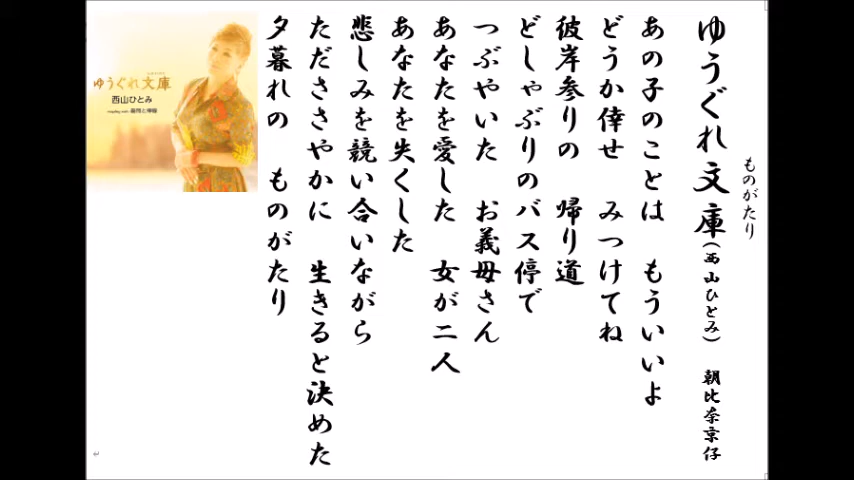 ものがたり
ゆうぐれ文庫(西山ひとみ) 朝比奈京仔
あの子のことは もういいよ
どうか倖せ みつけてね
彼岸参りの 帰り道
どしゃぶりのバス停で
つぶやいた お義母さん
あなたを愛した 女が二人
あなたを失くした
悲しみを競い合いながら
たださささやかに 生きると決めた
夕暮れの ものがたり
ゆうぐれ文庫
西山ひとみ